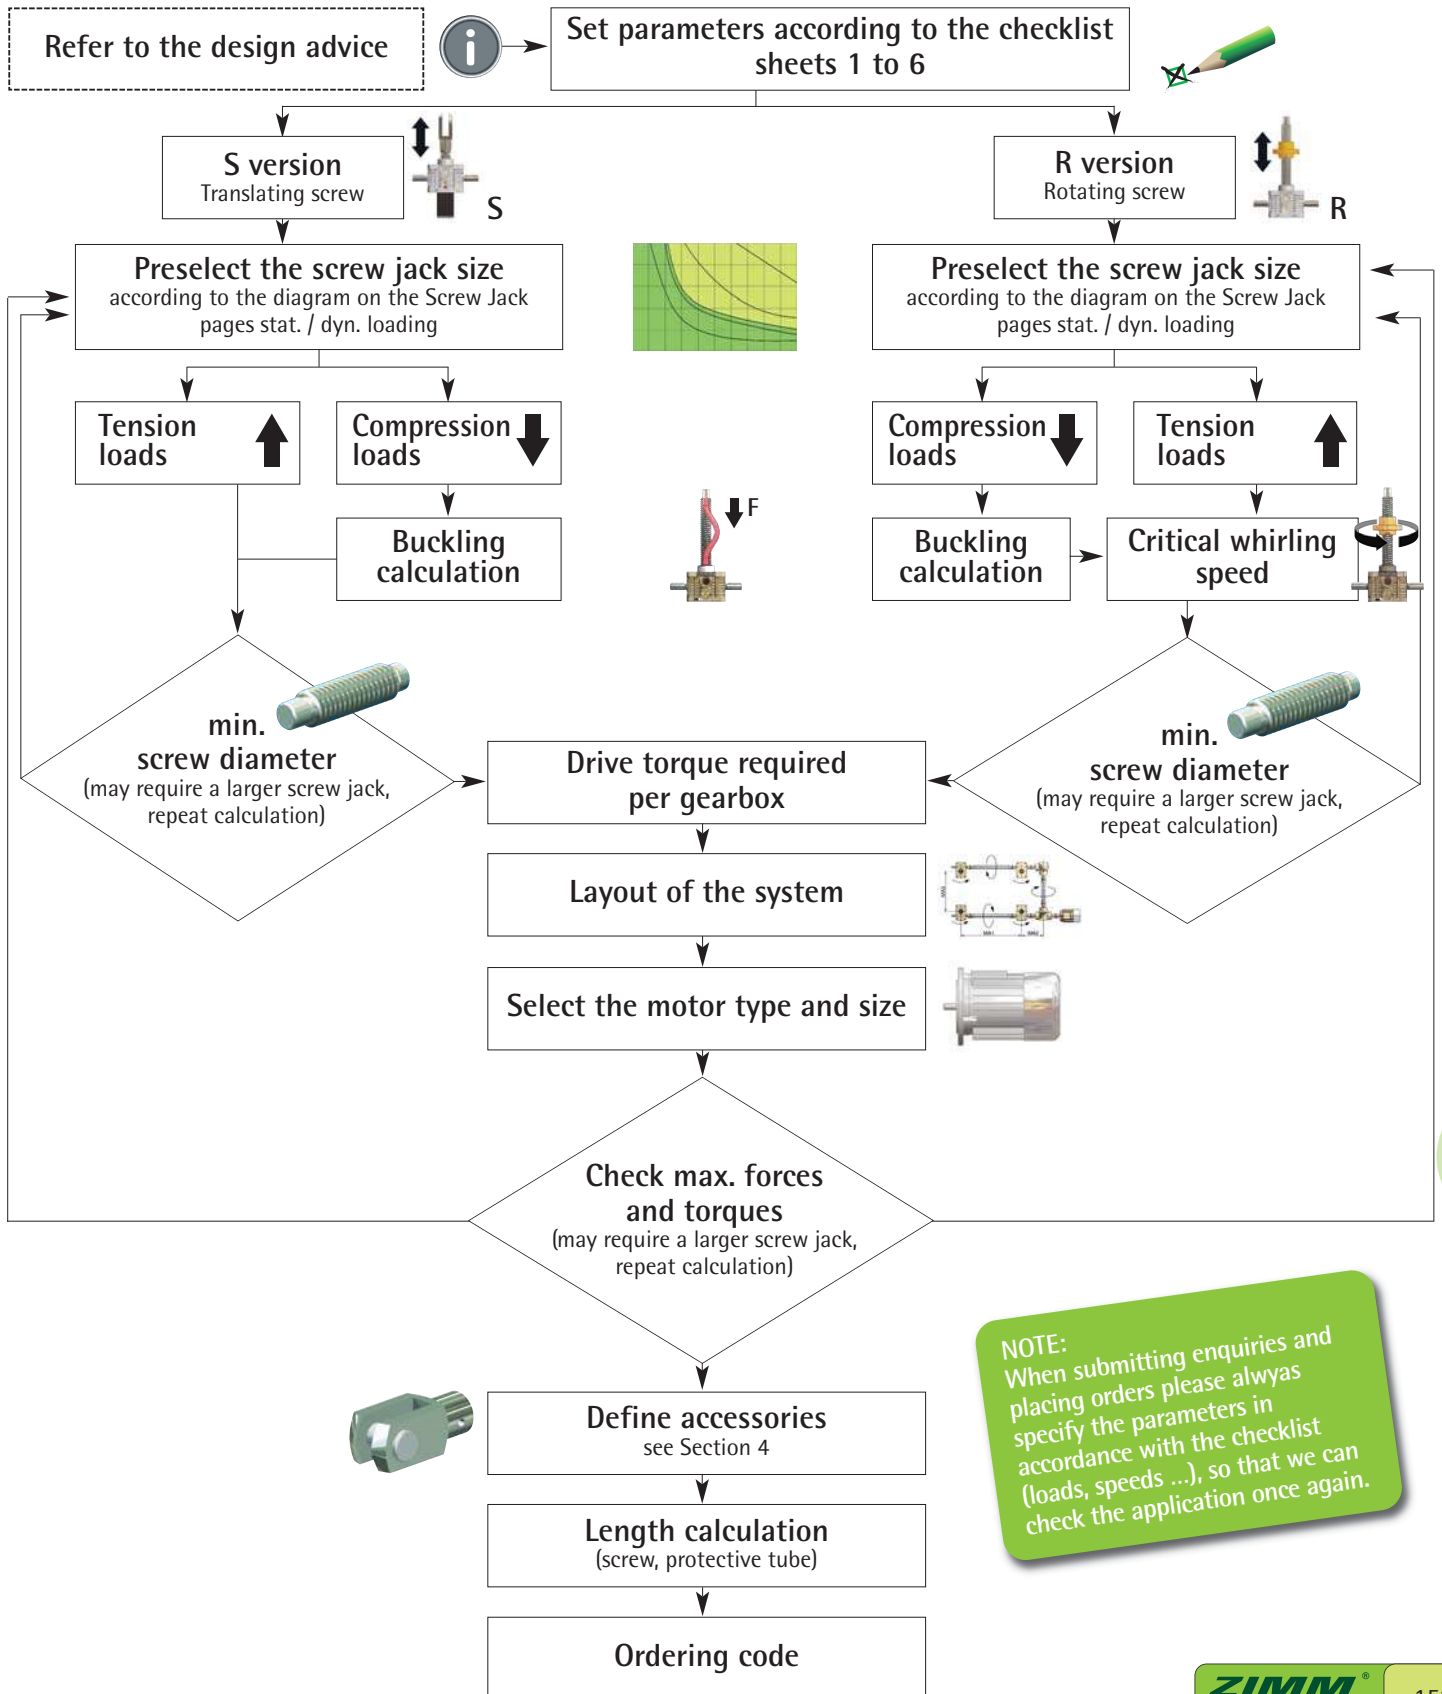 Refer to the design advice
i
Set parameters according to the checklist
sheets 1 to 6
S version
Translating screw
S
R version
Rotating screw
R
Preselect the screw jack size
according to the diagram on the Screw Jack
pages stat. / dyn. loading
Preselect the screw jack size
according to the diagram on the Screw Jack
pages stat. / dyn. loading
Tension
loads
Compression
loads
Compression
loads
Tension
loads
Buckling
calculation
F
Buckling
calculation
Critical whirling
speed
min.
screw diameter
(may require a larger screw jack,
repeat calculation)
Drive torque required
per gearbox
min.
screw diameter
(may require a larger screw jack,
repeat calculation)
Layout of the system
Select the motor type and size
Check max. forces
and torques
(may require a larger screw jack,
repeat calculation)
NOTE:
When submitting enquiries and
placing orders please alwyas
specify the parameters in
accordance with the checklist
(loads, speeds ...), so that we can
check the application once again.
Define accessories
see Section 4
Length calculation
(screw, protective tube)
Ordering code
ZIMM®